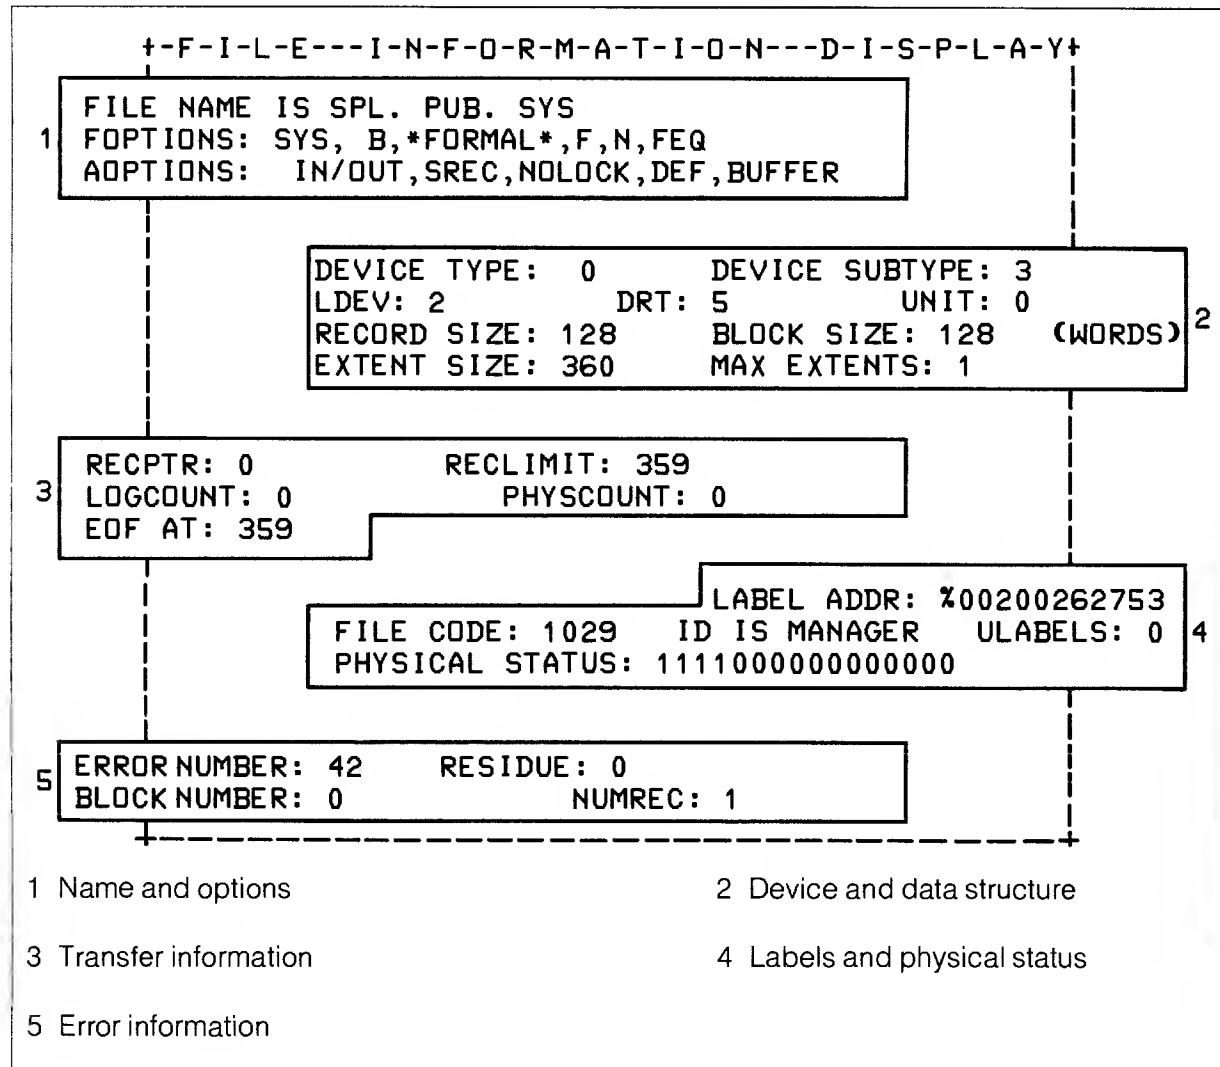 +-F-I-L-E---I-N-F-O-R-M-A-T-I-O-N---D-I-S-P-L-A-Y+
FILE NAME IS SPL. PUB. SYS
1 FOPTIONS: SYS, B,*FORMAL*,F,N,FEQ
AOPTIONS: IN/OUT,SREC,NOLOCK,DEF,BUFFER
DEVICE TYPE: 0 DEVICE SUBTYPE: 3
LDEV: 2 DRT: 5 UNIT: 0 2
RECORD SIZE: 128 BLOCK SIZE: 128 (WORDS)
EXTENT SIZE: 360 MAX EXTENTS: 1
RECPTR: 0 RECLIMIT: 359
3 LOGCOUNT: 0 PHYSCOUNT: 0
EOF AT: 359
LABEL ADDR: %00200262753
FILE CODE: 1029 ID IS MANAGER ULABELS: 0 4
PHYSICAL STATUS: 1111000000000000
5 ERROR NUMBER: 42 RESIDUE: 0
BLOCK NUMBER: 0 NUMREC: 1
1 Name and options 2 Device and data structure
3 Transfer information 4 Labels and physical status
5 Error information